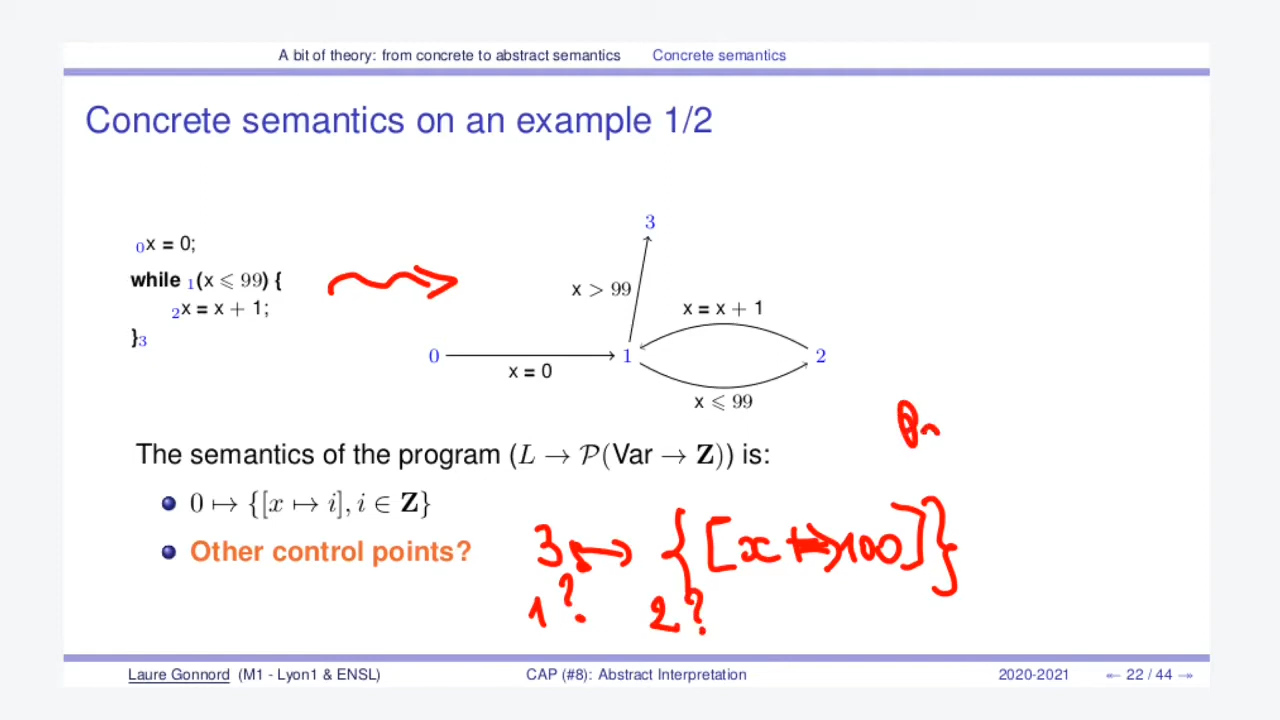 A bit of theory: from concrete to abstract semantics Concrete semantics
Concrete semantics on an example 1/2
0x = 0;
while 1(x ⩽ 99) {
2x = x + 1;
}3
3
x > 99
x = x + 1
0
1
2
x = 0
x ⩽ 99
The semantics of the program (L → P(Var → Z)) is:
0 ↦ {[x ↦ i], i ∈ Z}
Other control points?
3 ↦ {[x ↦ 100]}
1? 2?
Laure Gonnord (M1 - Lyon1 & ENSL) CAP (#8): Abstract Interpretation 2020-2021 ← 22 / 44 →